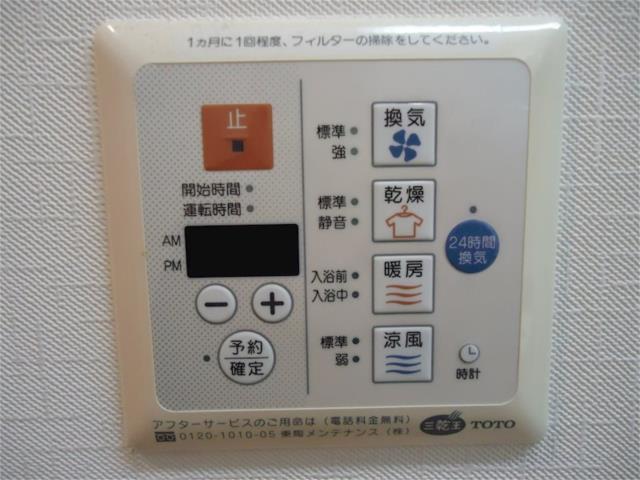 1ヵ月に1回程度、フィルターの掃除をしてください。
止
開始時間
運転時間
AM
PM
予約
確定
標準
強
換気
標準
静音
乾燥
入浴前
入浴中
暖房
標準
弱
涼風
24時間
換気
時計
アフターサービスのご用命は（電話料金無料）
0120-1010-05 東陶メンテナンス（株）
三乾王 TOTO